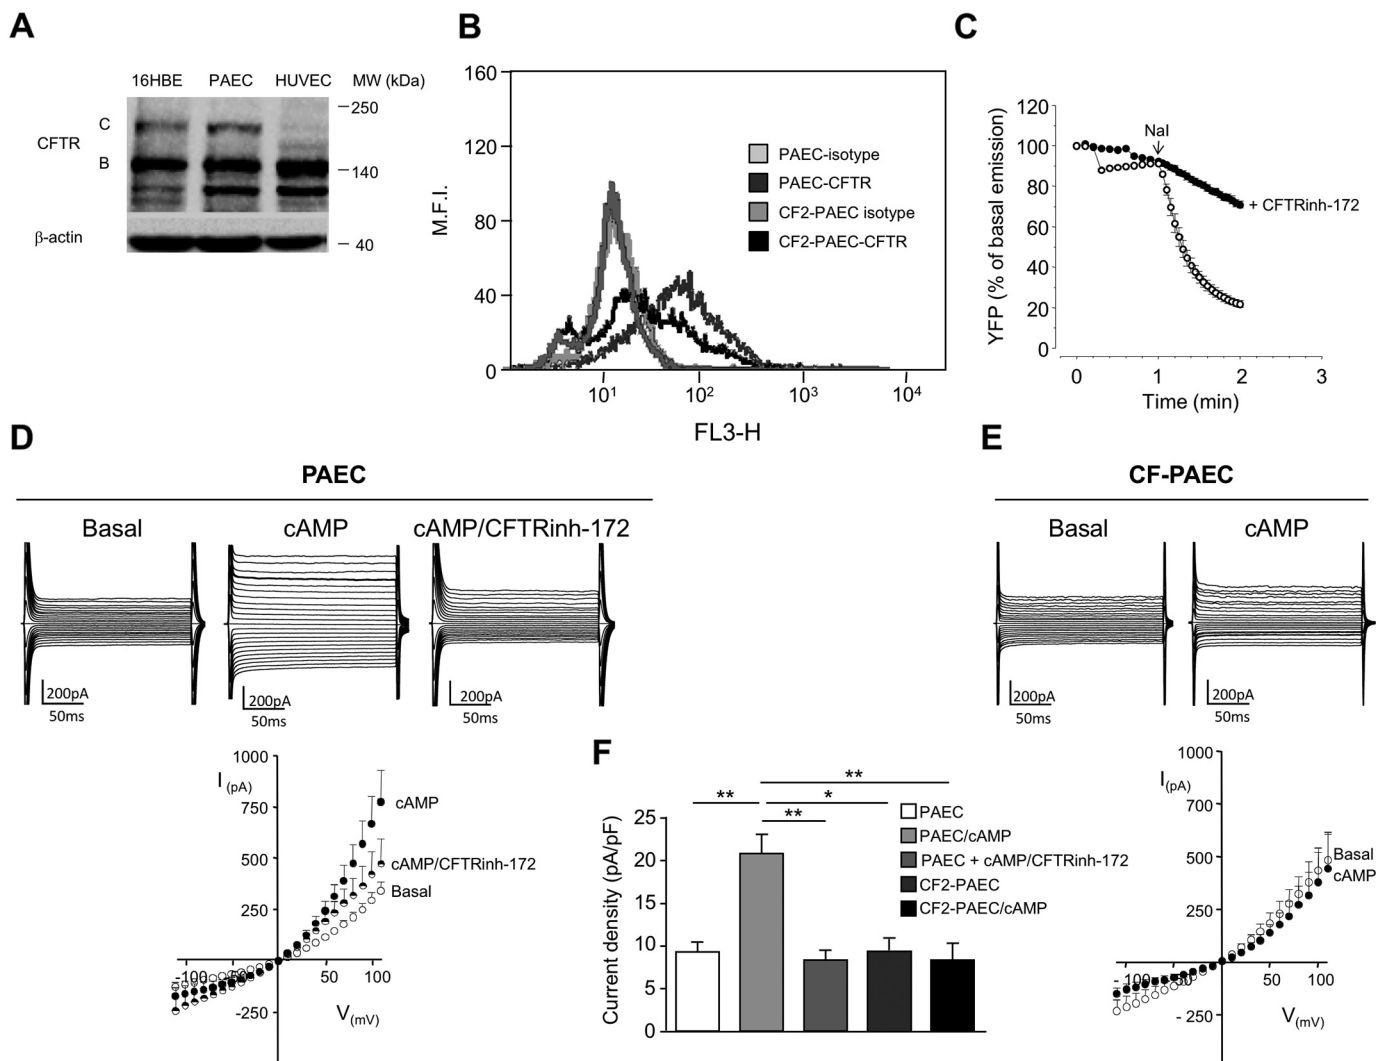 A
16HBE PAEC HUVEC MW (kDa)
250
C
CFTR
B
140
β-actin
40
B
160
120
80
40
0
M.F.I.
10¹ 10² 10³ 10⁴
FL3-H
PAEC-isotype
PAEC-CFTR
CF2-PAEC isotype
CF2-PAEC-CFTR
C
120
100
80
60
40
20
0
YFP (% of basal emission)
NaI
+ CFTRinh-172
0 1 2 3
Time (min)
D
PAEC
Basal cAMP cAMP/CFTRinh-172
200pA
50ms
200pA
50ms
200pA
50ms
1000
750
500
250
-250
I (pA)
cAMP
cAMP/CFTRinh-172
Basal
-100 -50 50 100
V(mV)
E
CF-PAEC
Basal cAMP
200pA
50ms
200pA
50ms
1000
700
500
250
- 250
I(pA)
Basal
cAMP
- 100 - 50 50 100
V(mV)
F
25
20
15
10
5
0
Current density (pA/pF)
**
** *
**
PAEC
PAEC/cAMP
PAEC + cAMP/CFTRinh-172
CF2-PAEC
CF2-PAEC/cAMP